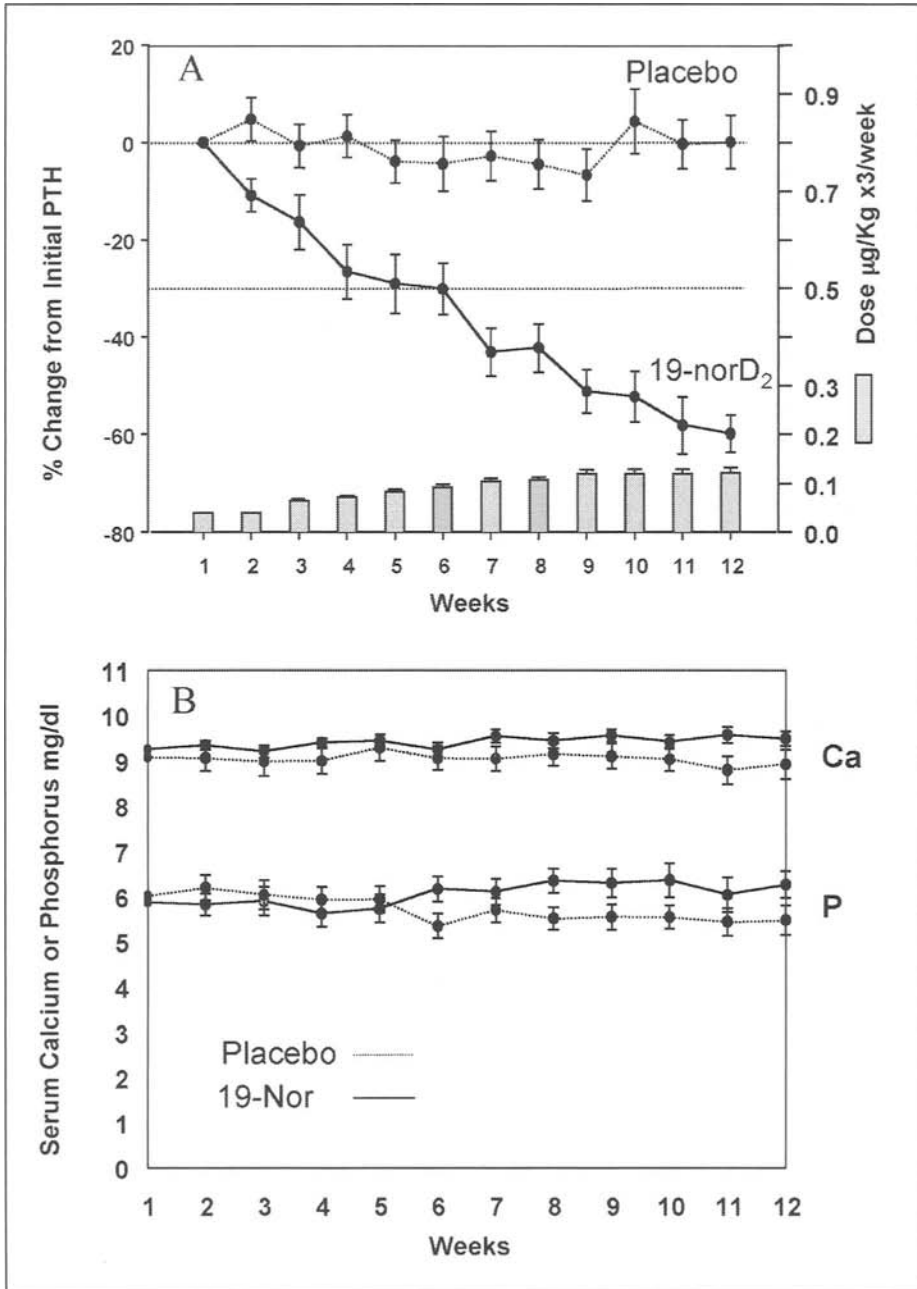 A
Placebo
19-norD₂
% Change from Initial PTH
20
0
-20
-40
-60
-80
0.9
0.7
0.5
0.3
0.2
0.1
0.0
Dose µg/Kg x3/week
1 2 3 4 5 6 7 8 9 10 11 12
Weeks
B
Serum Calcium or Phosphorus mg/dl
11
10
9
8
7
6
5
4
3
2
1
0
Ca
P
Placebo
19-Nor
1 2 3 4 5 6 7 8 9 10 11 12
Weeks